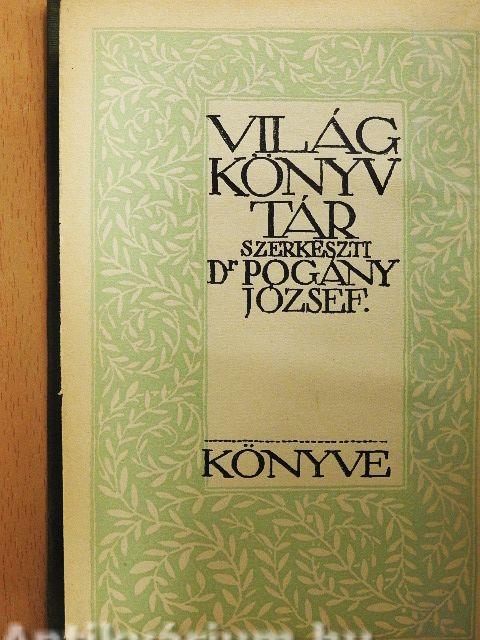 VILÁG
KÖNYV
TÁR
SZERKESZTI
Dr POGÁNY
JÓZSEF.
KÖNYVE